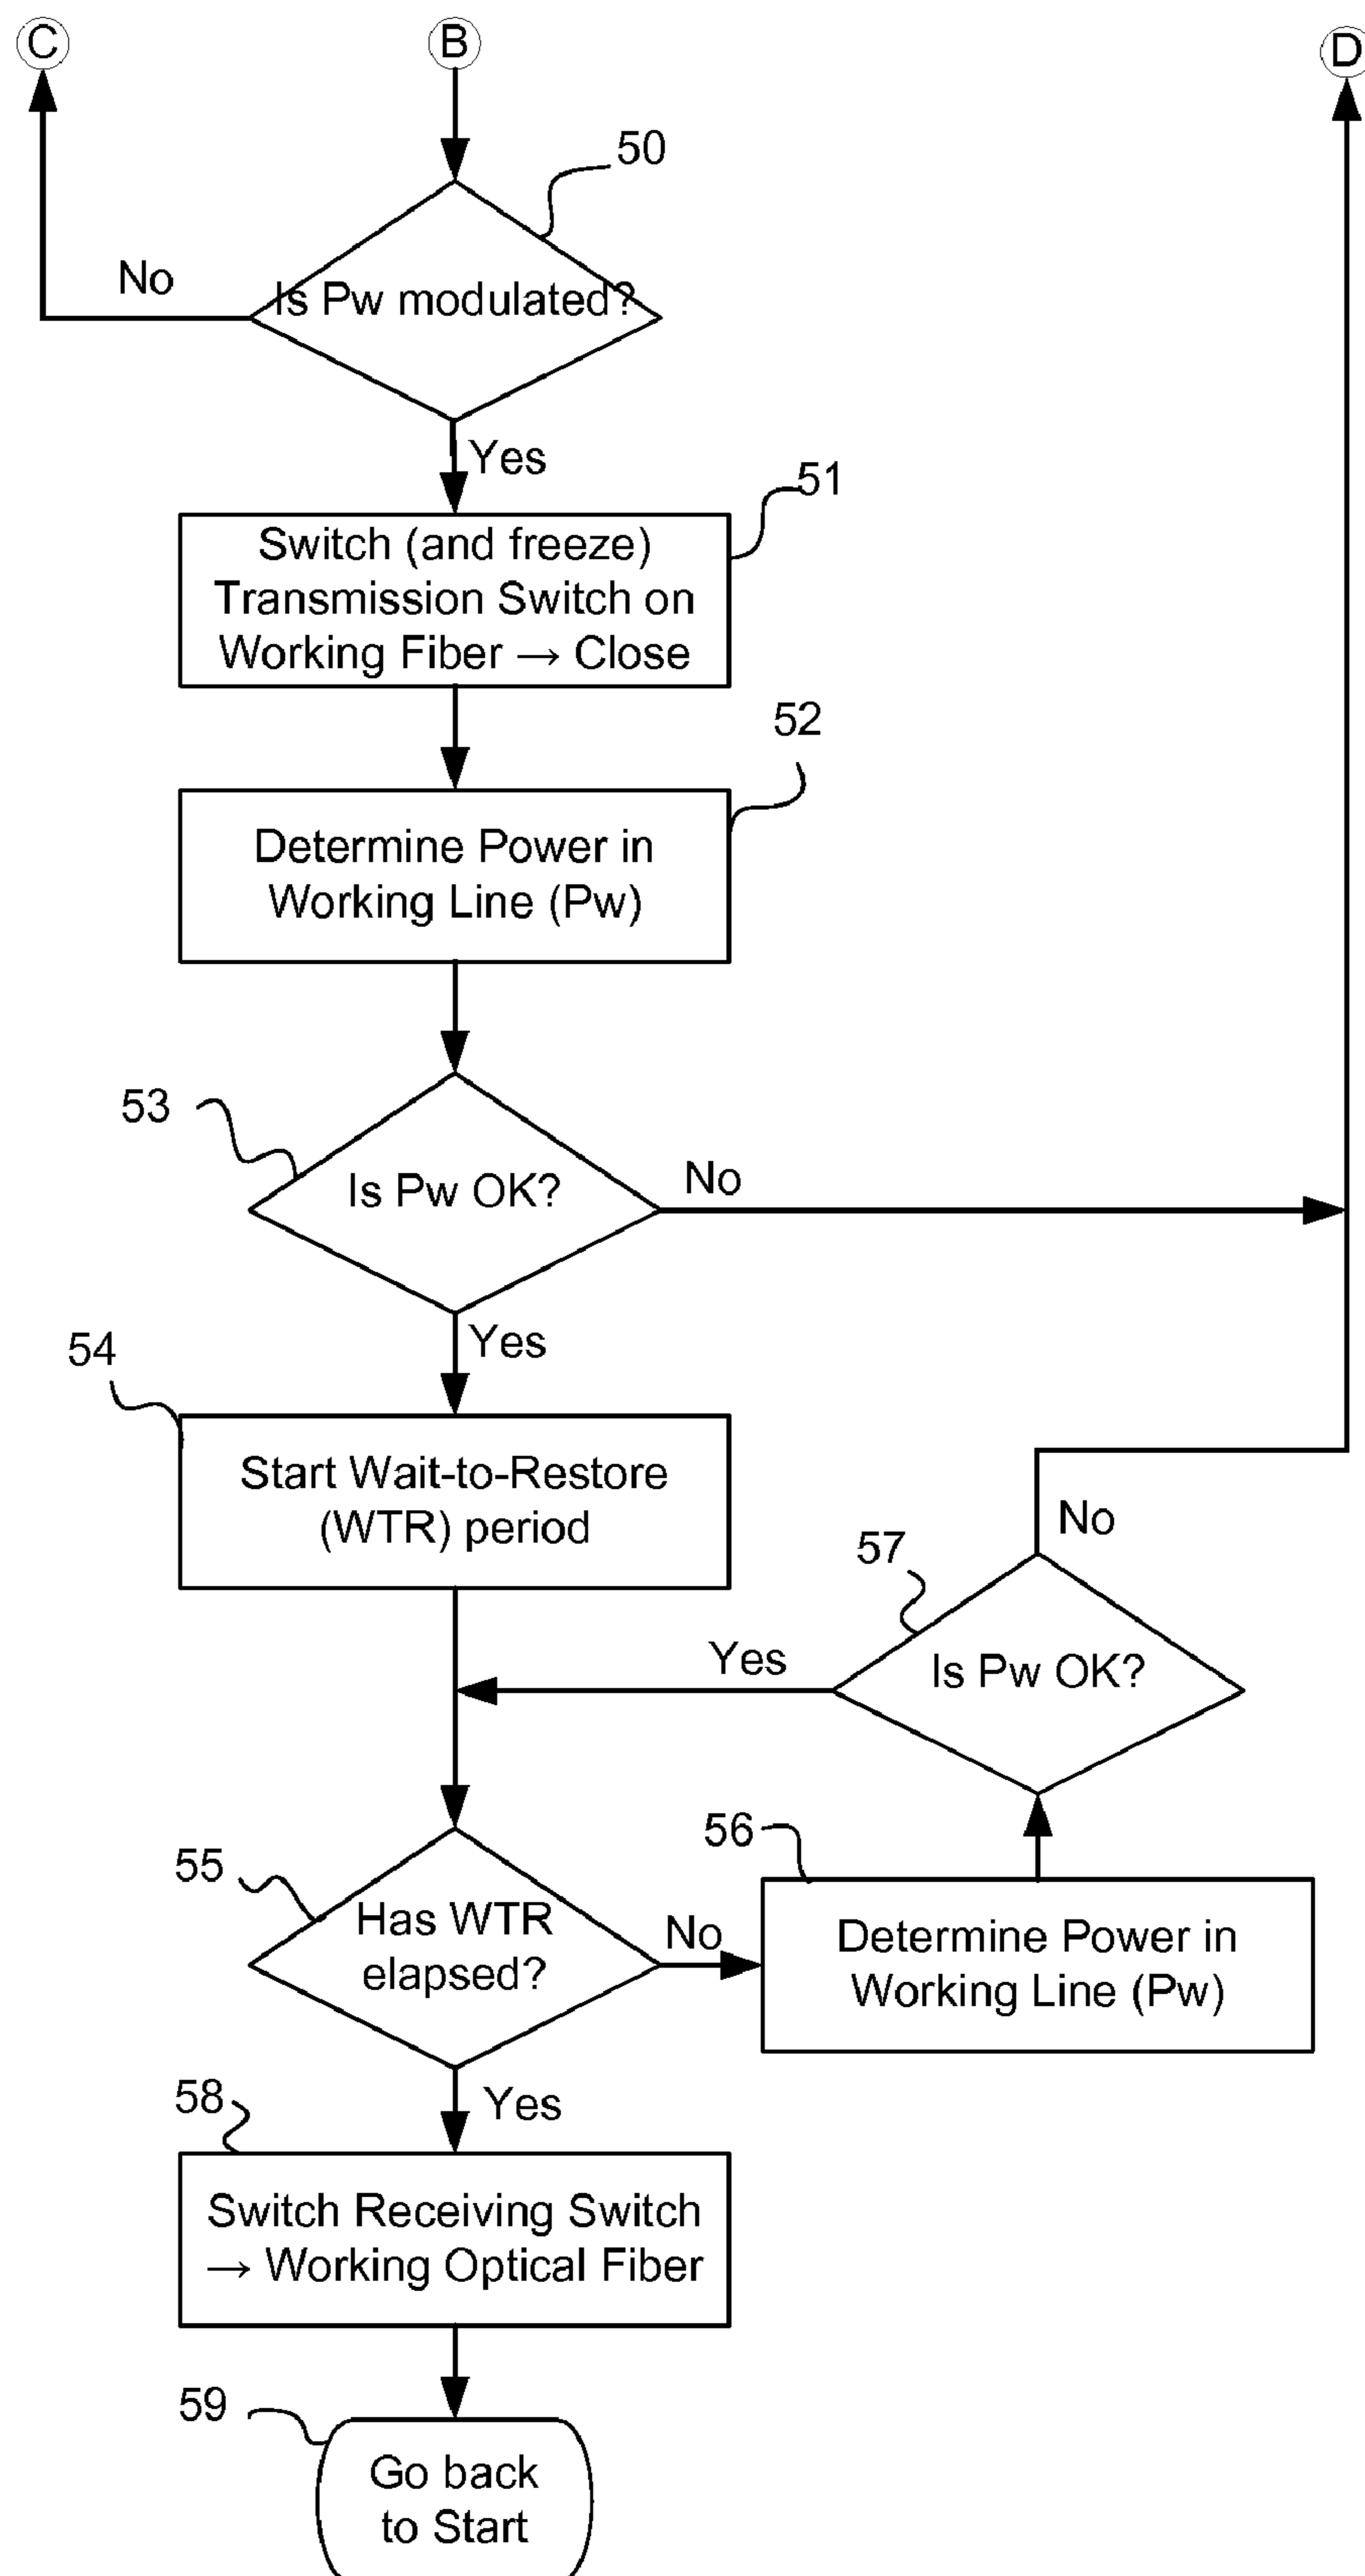 C
B
D
50
No
Is Pw modulated?
Yes
51
Switch (and freeze)
Transmission Switch on
Working Fiber → Close
52
Determine Power in
Working Line (Pw)
53
Is Pw OK?
No
Yes
54
Start Wait-to-Restore
(WTR) period
No
57
Yes
Is Pw OK?
56
55
Has WTR
elapsed?
No
Determine Power in
Working Line (Pw)
58
Yes
Switch Receiving Switch
→ Working Optical Fiber
59
Go back
to Start